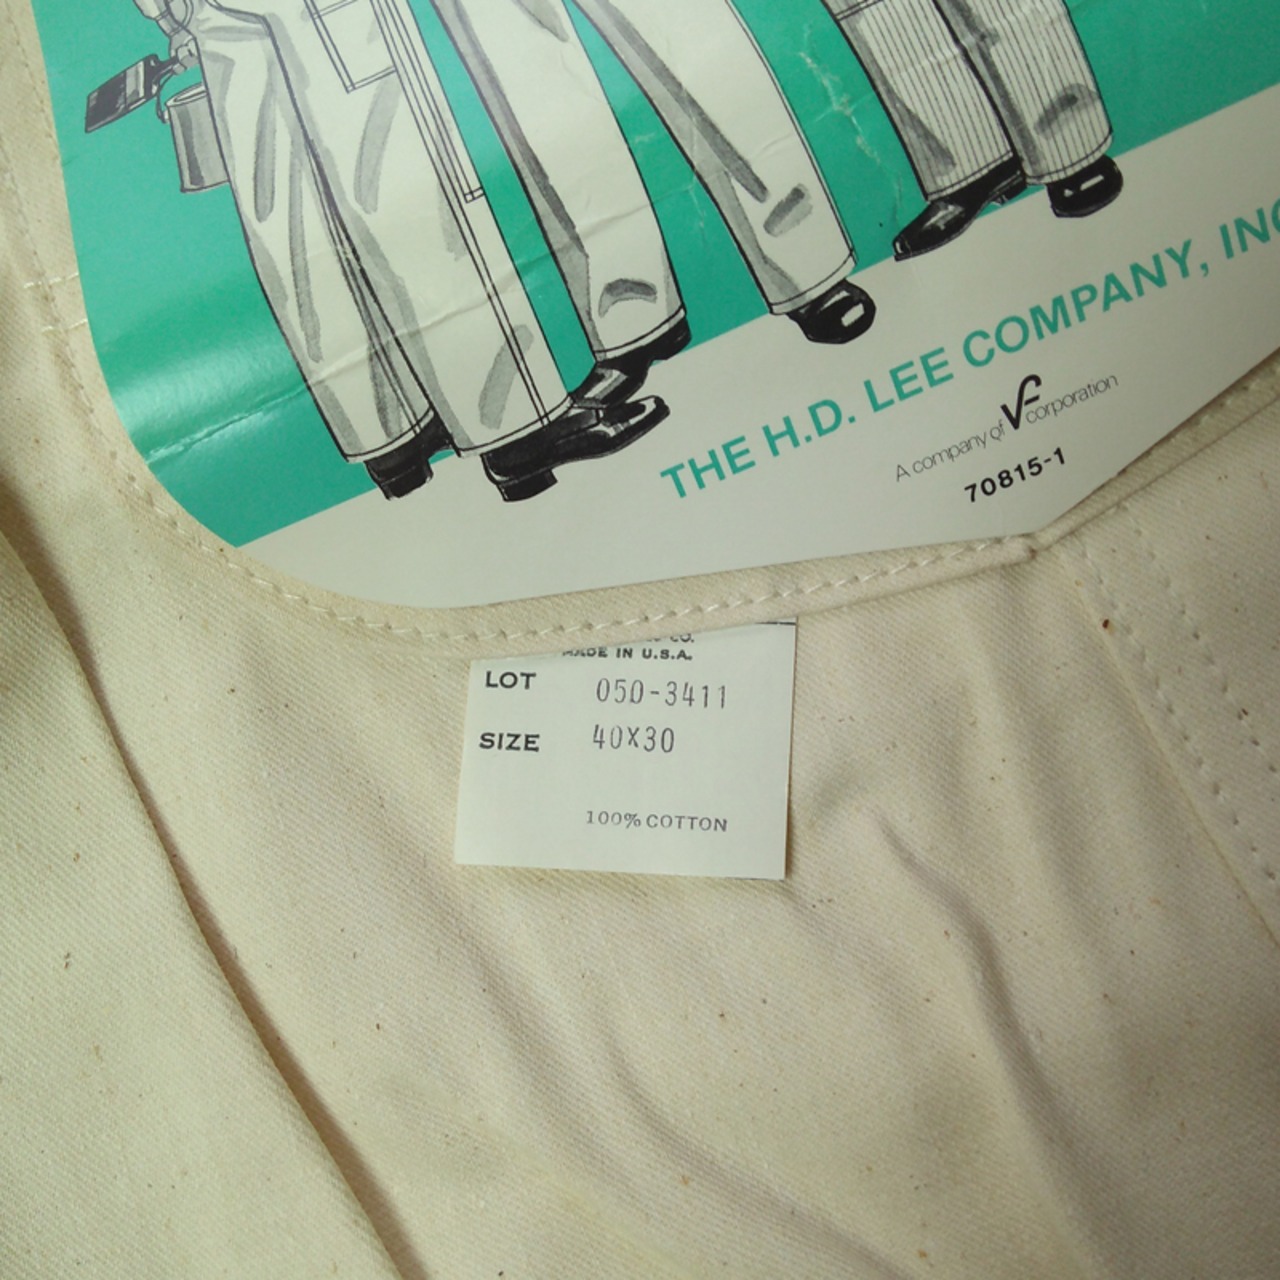 THE H.D. LEE COMPANY, INC
A company of VF corporation
70815-1
CO.
MADE IN U.S.A.
LOT 050-3411
SIZE 40X30
100% COTTON